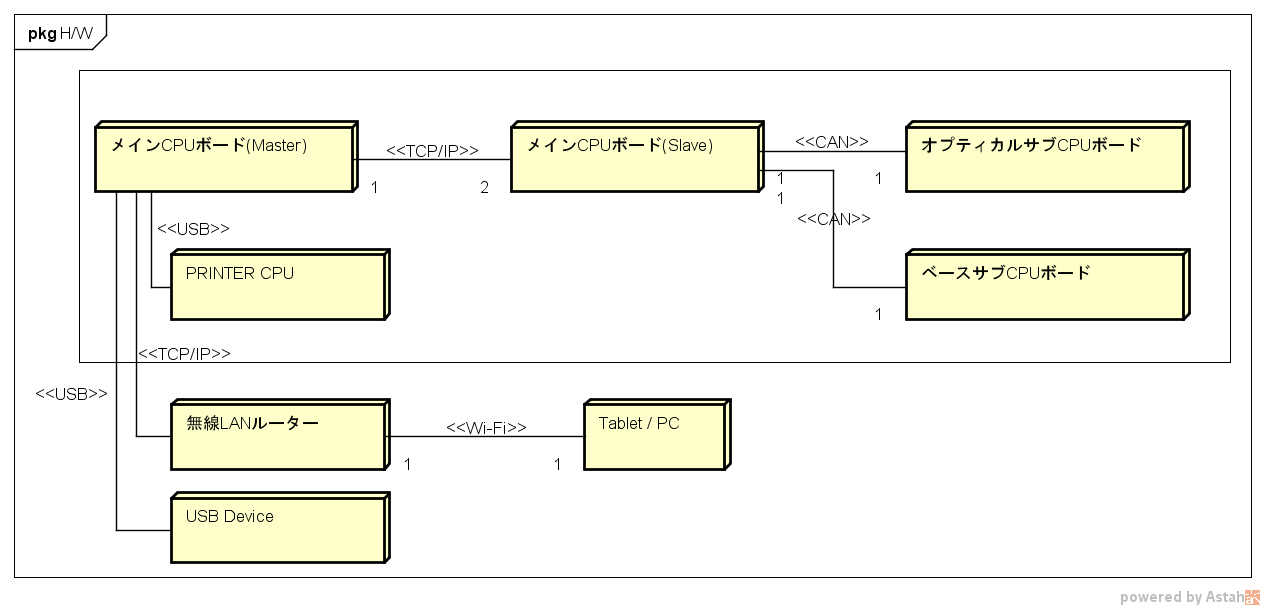 pkg H/W
メインCPUボード(Master)
<<TCP/IP>>
1
2
メインCPUボード(Slave)
<<CAN>>
1
1
オプティカルサブCPUボード
1
<<CAN>>
1
ベースサブCPUボード
<<USB>>
PRINTER CPU
<<TCP/IP>>
<<USB>>
無線LANルーター
<<Wi-Fi>>
1
1
Tablet / PC
USB Device
powered by Astah